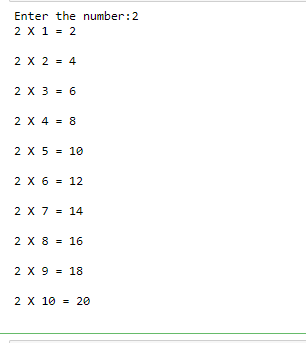 Enter the number:2
2 X 1 = 2
2 X 2 = 4
2 X 3 = 6
2 X 4 = 8
2 X 5 = 10
2 X 6 = 12
2 X 7 = 14
2 X 8 = 16
2 X 9 = 18
2 X 10 = 20